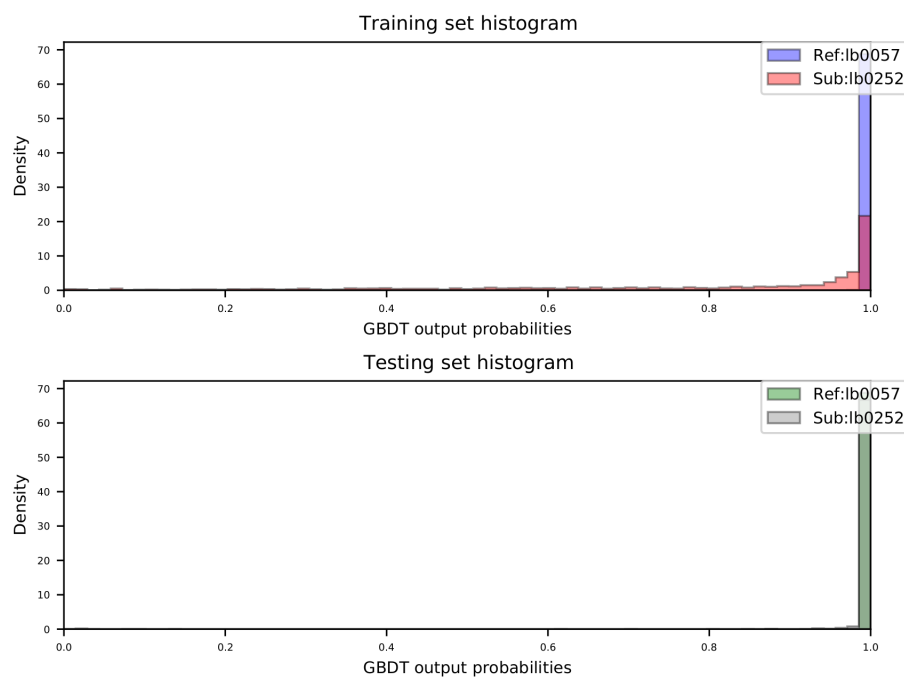 Training set histogram
70
60
50
40
30
20
10
0
Density
Ref:lb0057
Sub:lb0252
0.0 0.2 0.4 0.6 0.8 1.0
GBDT output probabilities
Testing set histogram
70
60
50
40
30
20
10
0
Density
Ref:lb0057
Sub:lb0252
0.0 0.2 0.4 0.6 0.8 1.0
GBDT output probabilities